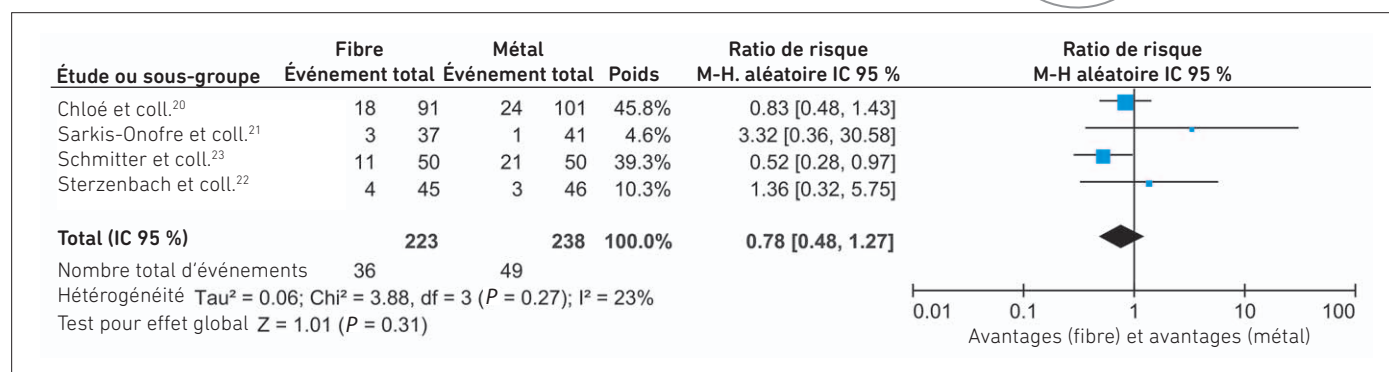 Fibre Métal Ratio de risque Ratio de risque
Étude ou sous-groupe Événement total Événement total Poids M-H. aléatoire IC 95 % M-H aléatoire IC 95 %
Chloé et coll.20 18 91 24 101 45.8% 0.83 [0.48, 1.43]
Sarkis-Onofre et coll.21 3 37 1 41 4.6% 3.32 [0.36, 30.58]
Schmitter et coll.23 11 50 21 50 39.3% 0.52 [0.28, 0.97]
Sterzenbach et coll.22 4 45 3 46 10.3% 1.36 [0.32, 5.75]
Total (IC 95 %) 223 238 100.0% 0.78 [0.48, 1.27]
Nombre total d'événements 36 49
Hétérogénéité Tau² = 0.06; Chi² = 3.88, df = 3 (P = 0.27); I² = 23%
Test pour effet global Z = 1.01 (P = 0.31)
0.01 0.1 1 10 100
Avantages (fibre) et avantages (métal)